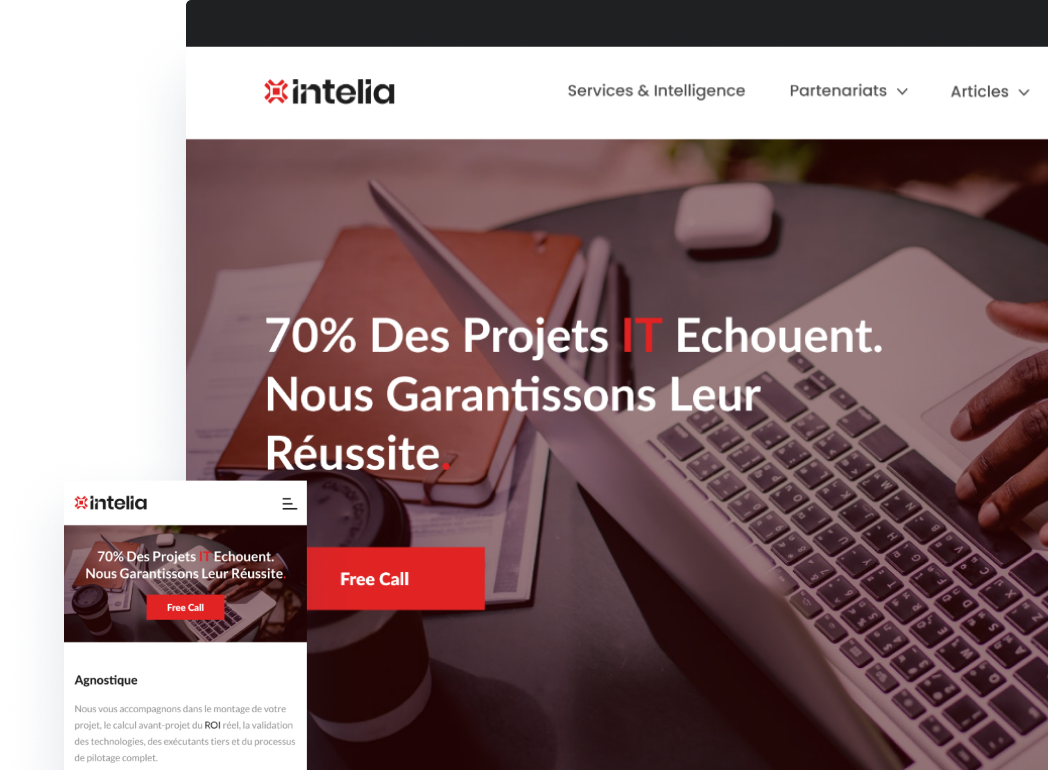 intelia
Services & Intelligence
Partenariats
Articles
70% Des Projets IT Echouent.
Nous Garantissons Leur
Réussite.
Free Call
intelia
70% Des Projets IT Echouent.
Nous Garantissons Leur Réussite
Free Call
Agnostique
Nous vous accompagnons dans le montage de votre
projet, le calcul avant-projet du ROI réel, la validation
des technologies, des exécutants tiers et du processus
de pilotage complet.